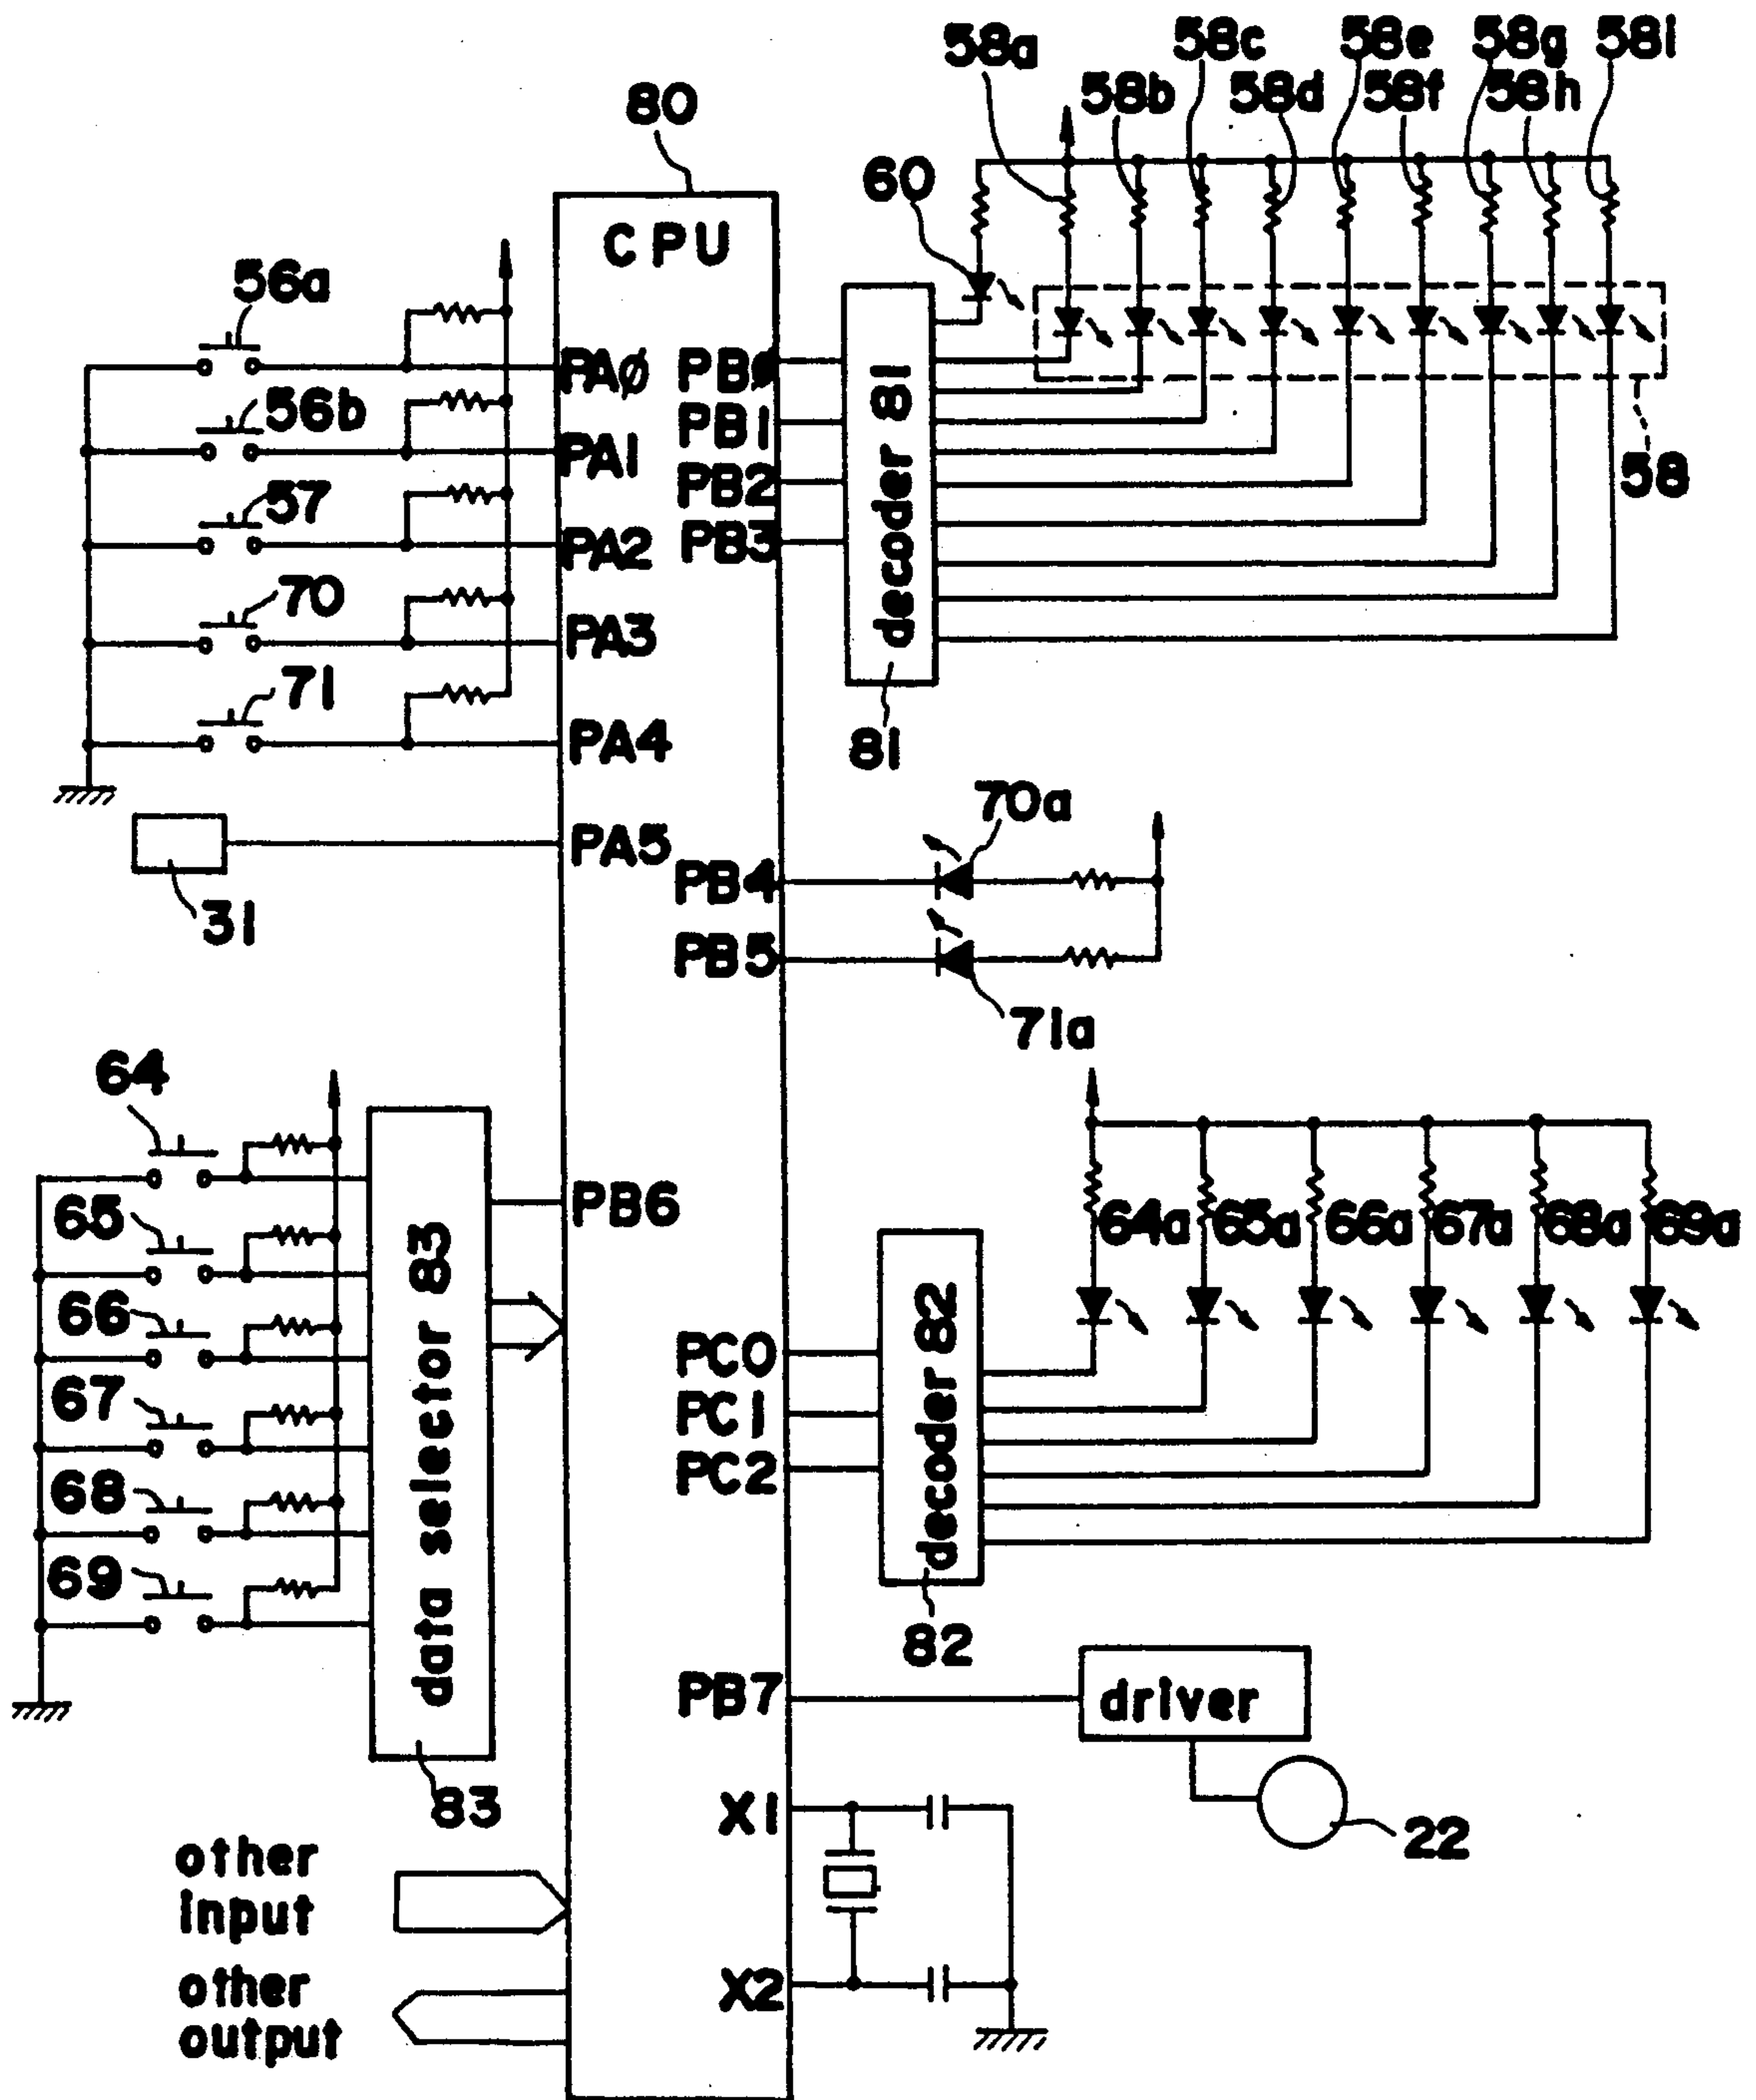 58a
58c
58e
58g
58i
58b
58d
58f
58h
80
60
CPU
56a
PAØ
PBØ
56b
PB1
PA1
decoder 81
PB2
58
57
PB3
PA2
70
PA3
71
PA4
81
PA5
31
70a
PB4
PB5
71a
64
65
PB6
66
67
68
69
data selector 83
83
64a
65a
66a
67a
68a
69a
PC0
PC1
PC2
decoder 82
82
PB7
driver
22
X1
X2
other
input
other
output